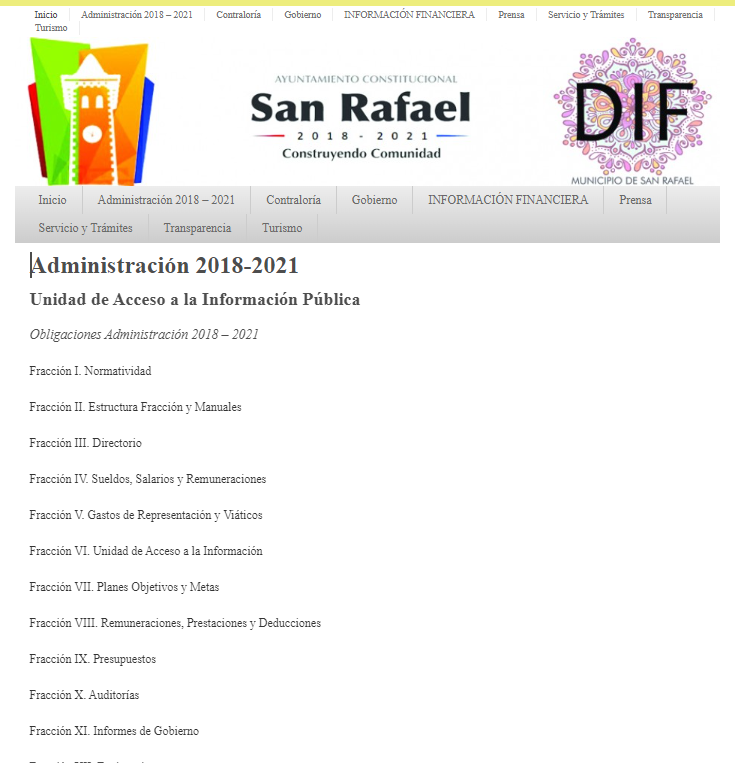 Inicio Administración 2018 – 2021 Contraloría Gobierno INFORMACIÓN FINANCIERA Prensa Servicio y Trámites Transparencia
Turismo
AYUNTAMIENTO CONSTITUCIONAL
San Rafael
2018 - 2021
Construyendo Comunidad
DIF
MUNICIPIO DE SAN RAFAEL
Inicio Administración 2018 – 2021 Contraloría Gobierno INFORMACIÓN FINANCIERA Prensa
Servicio y Trámites Transparencia Turismo
Administración 2018-2021
Unidad de Acceso a la Información Pública
Obligaciones Administración 2018 – 2021
Fracción I. Normatividad
Fracción II. Estructura Fracción y Manuales
Fracción III. Directorio
Fracción IV. Sueldos, Salarios y Remuneraciones
Fracción V. Gastos de Representación y Viáticos
Fracción VI. Unidad de Acceso a la Información
Fracción VII. Planes Objetivos y Metas
Fracción VIII. Remuneraciones, Prestaciones y Deducciones
Fracción IX. Presupuestos
Fracción X. Auditorías
Fracción XI. Informes de Gobierno